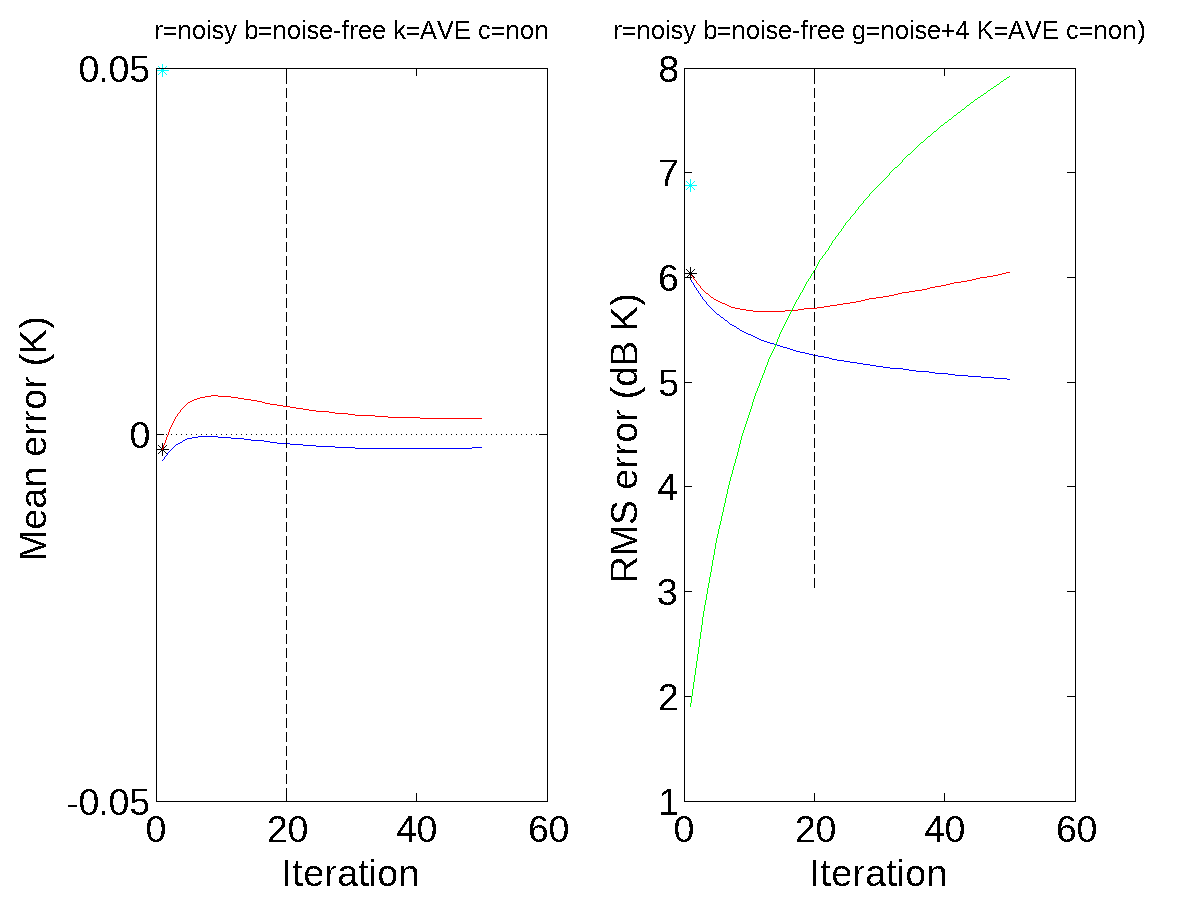 r=noisy b=noise-free k=AVE c=non
0.05
0
-0.05
0 20 40 60
Iteration
Mean error (K)
r=noisy b=noise-free g=noise+4 K=AVE c=non)
8
7
6
5
4
3
2
1
0 20 40 60
Iteration
RMS error (dB K)